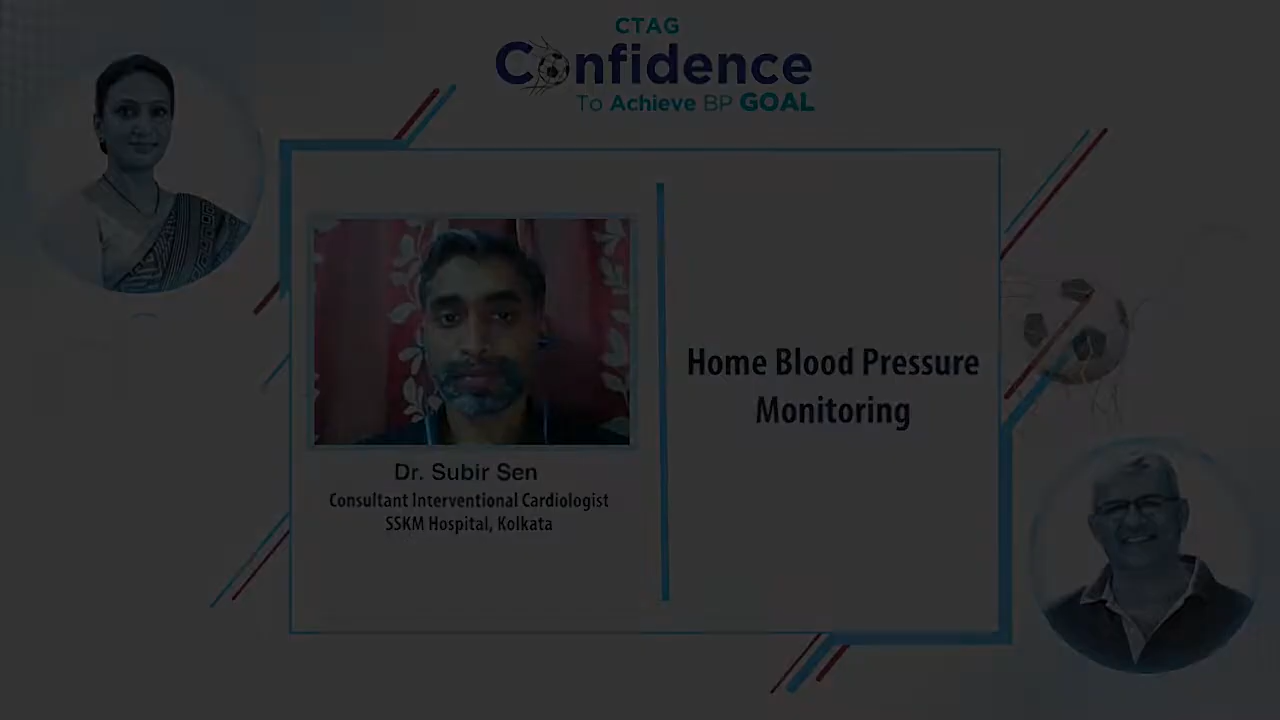 CTAG
Confidence
To Achieve BP GOAL
Home Blood Pressure
Monitoring
Dr. Subir Sen
Consultant Interventional Cardiologist
SSKM Hospital, Kolkata